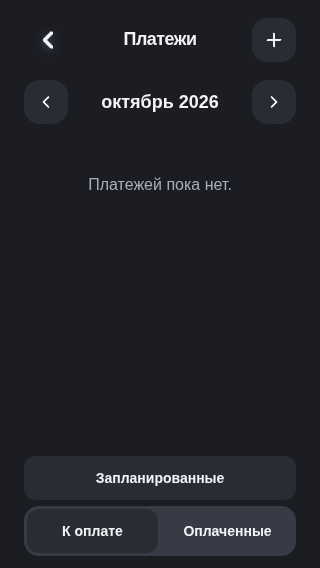 Платежи
октябрь 2026
Платежей пока нет.
Запланированные
К оплате
Оплаченные